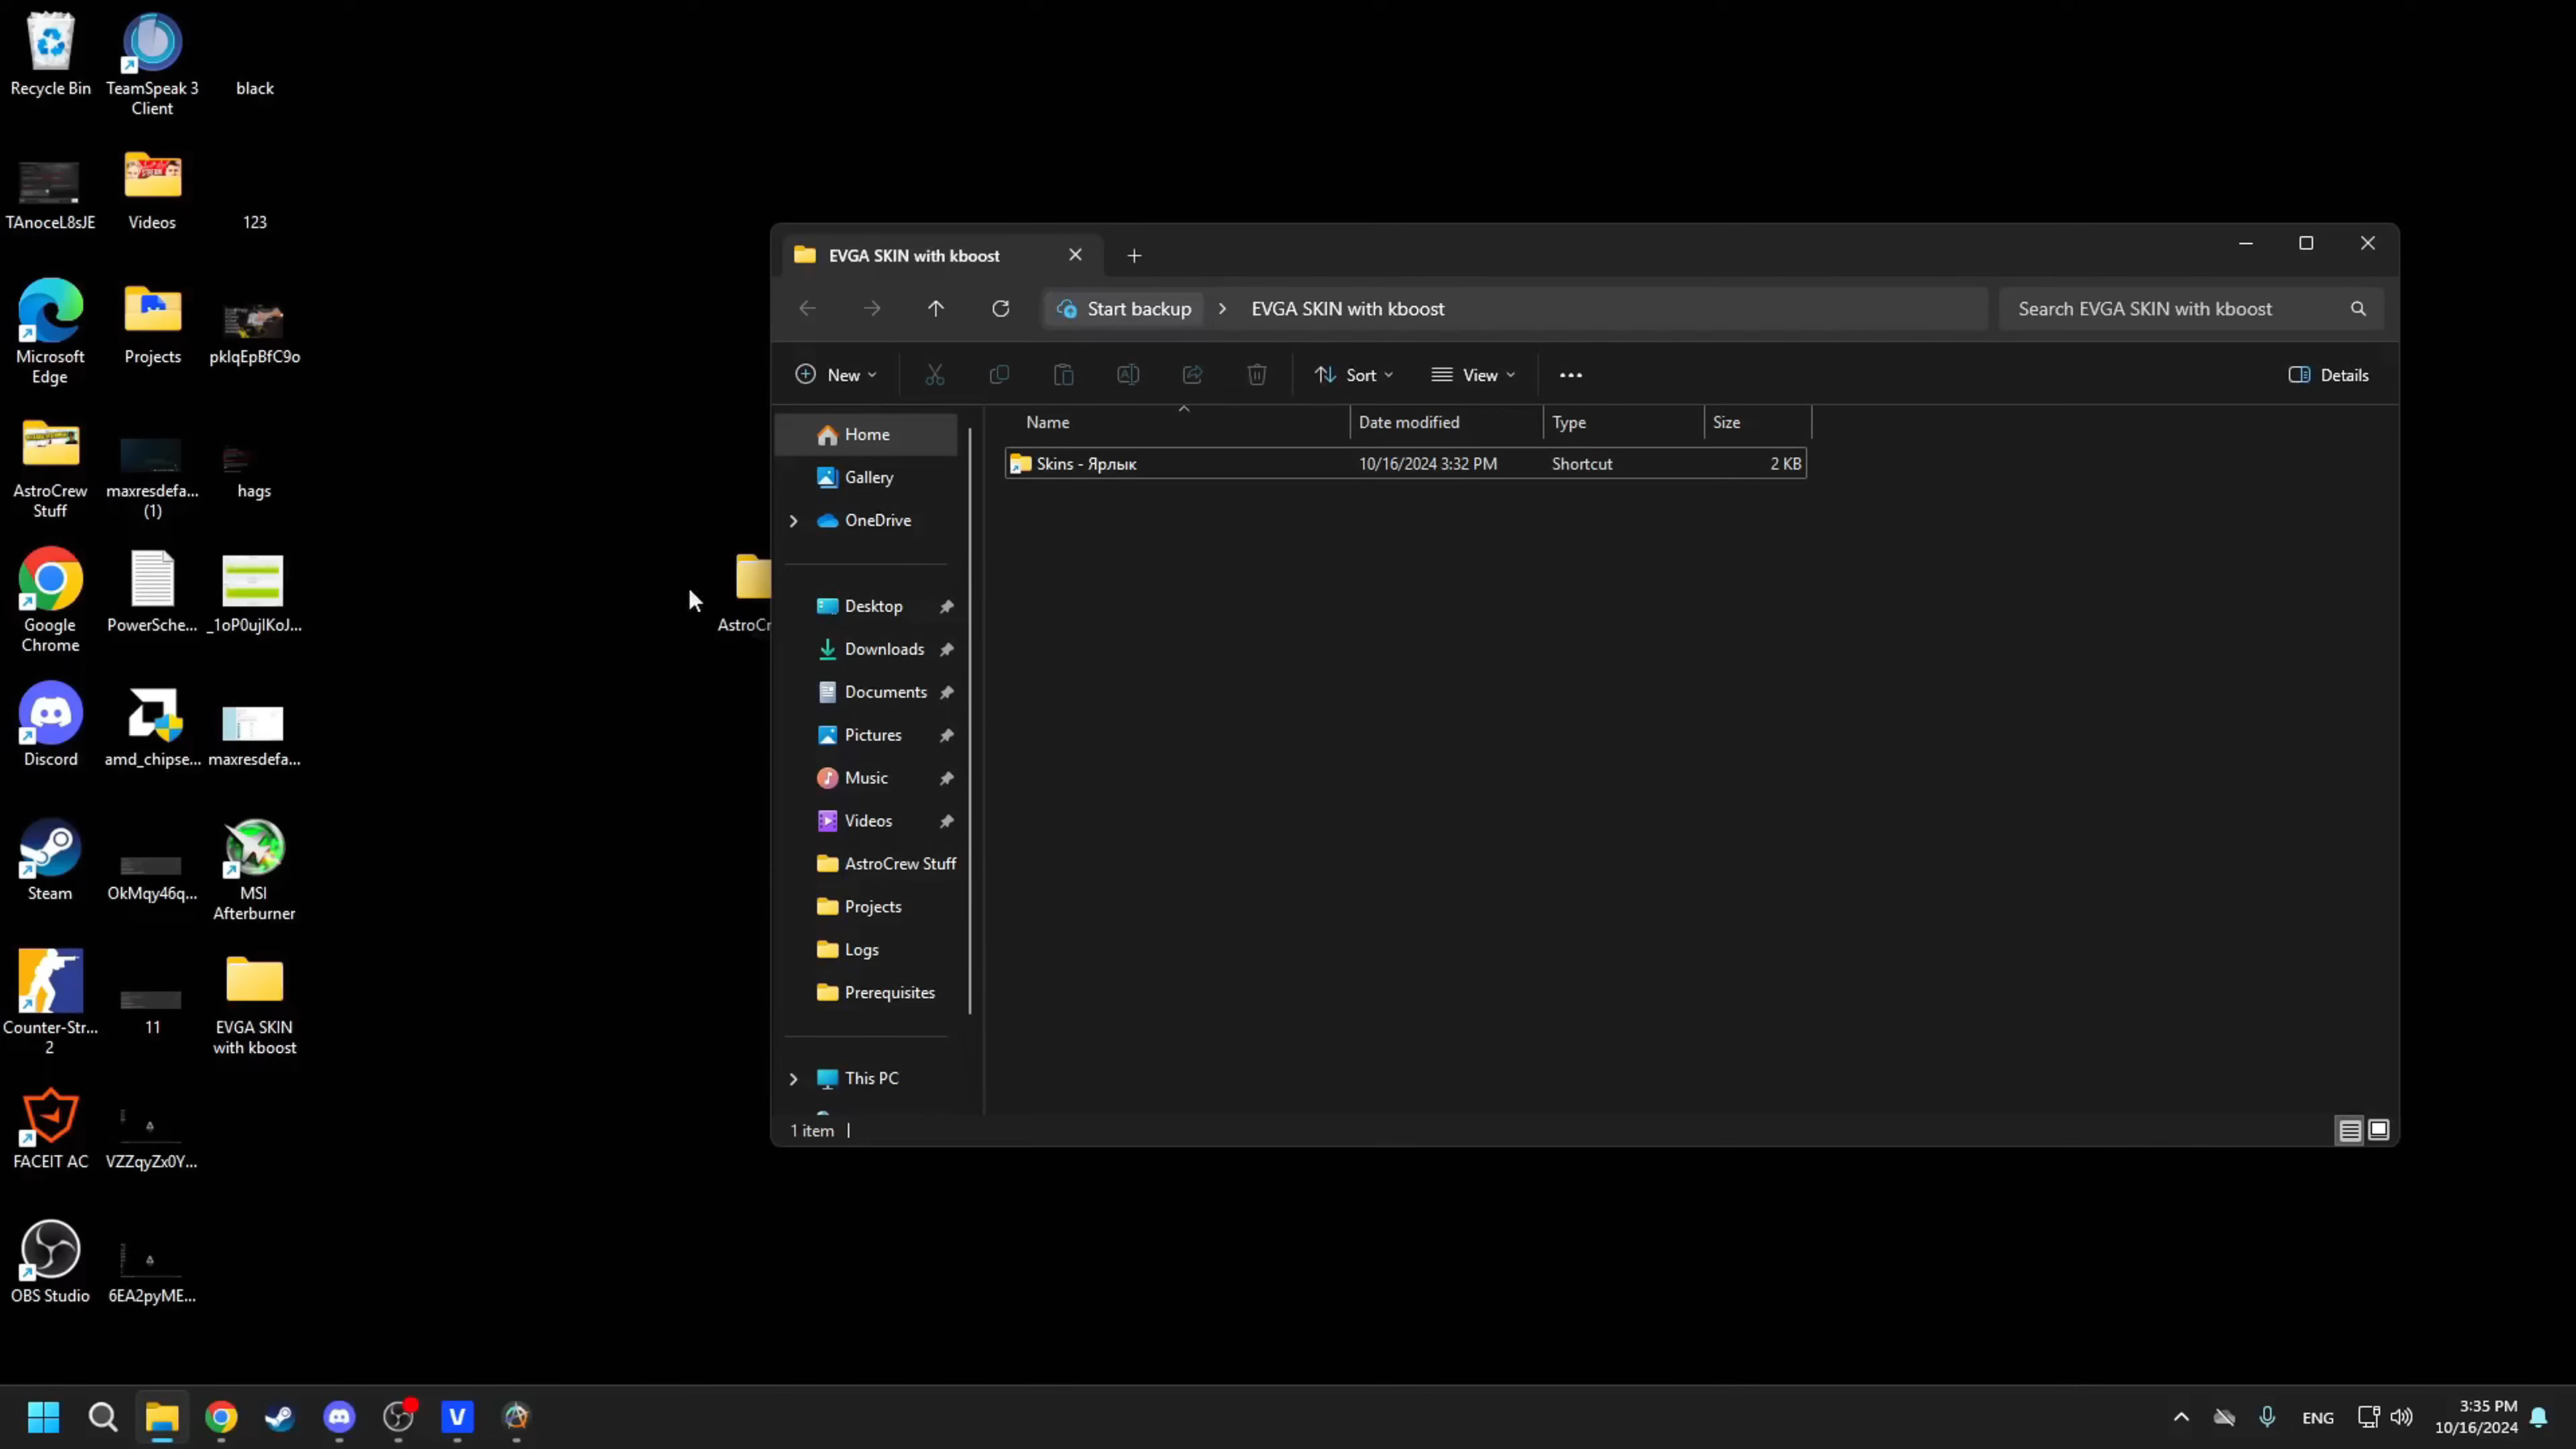 Recycle Bin
TeamSpeak 3
Client
black
TAnoceL8sJE
Videos
123
Microsoft
Edge
Projects
pkIqEpBfC9o
AstroCrew
Stuff
maxresdefa...
(1)
hags
Google
Chrome
PowerSche...
_1oP0ujIKoJ...
Discord
amd_chipse...
maxresdefa...
Steam
OkMqy46q...
MSI
Afterburner
Counter-Str...
2
11
EVGA SKIN
with kboost
FACEIT AC
VZZqyZx0Y...
OBS Studio
6EA2pyME...
AstroCr
EVGA SKIN with kboost
Start backup
EVGA SKIN with kboost
Search EVGA SKIN with kboost
New
Sort
View
Details
Home
Gallery
OneDrive
Desktop
Downloads
Documents
Pictures
Music
Videos
AstroCrew Stuff
Projects
Logs
Prerequisites
This PC
Name Date modified Type Size
Skins - Ярлык 10/16/2024 3:32 PM Shortcut 2 KB
1 item
ENG
3:35 PM
10/16/2024